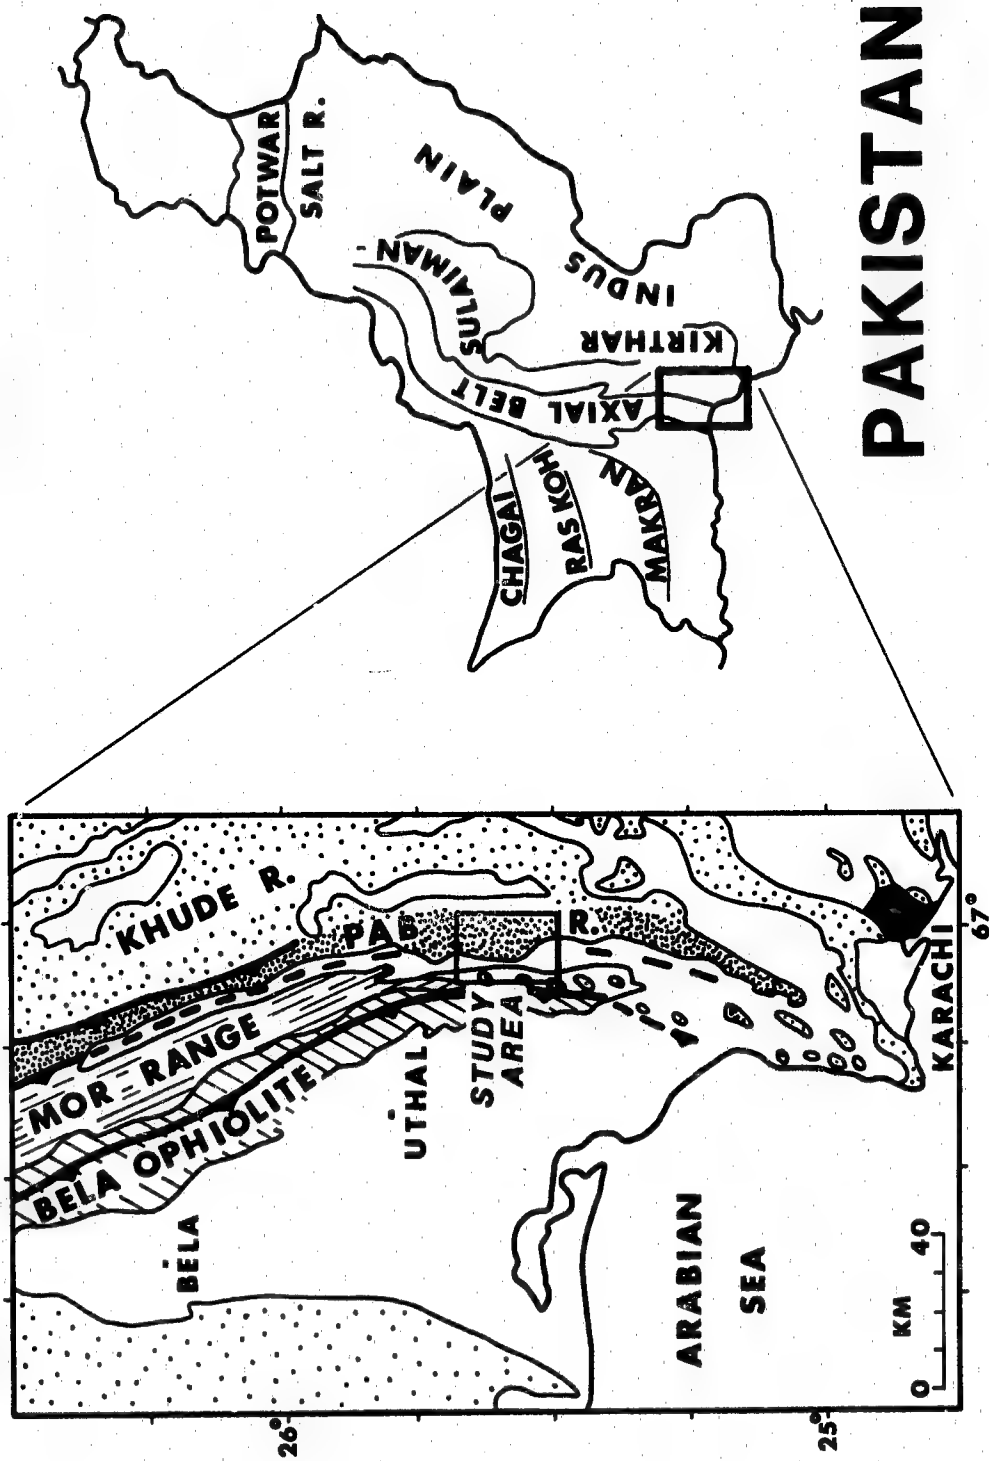 PAKISTAN
POTWAR
SALT R.
SULAIMAN
INDUS
PLAIN
KIRTHAR
AXIAL BELT
CHAGAI
RAS KOH
MAKRAN
KHUDE R.
PAB
R.
MOR RANGE
BELA OPHIOLITE
BELA
UTHAL
STUDY
AREA
ARABIAN
SEA
KARACHI
KM
0
40
26°
25°
67°